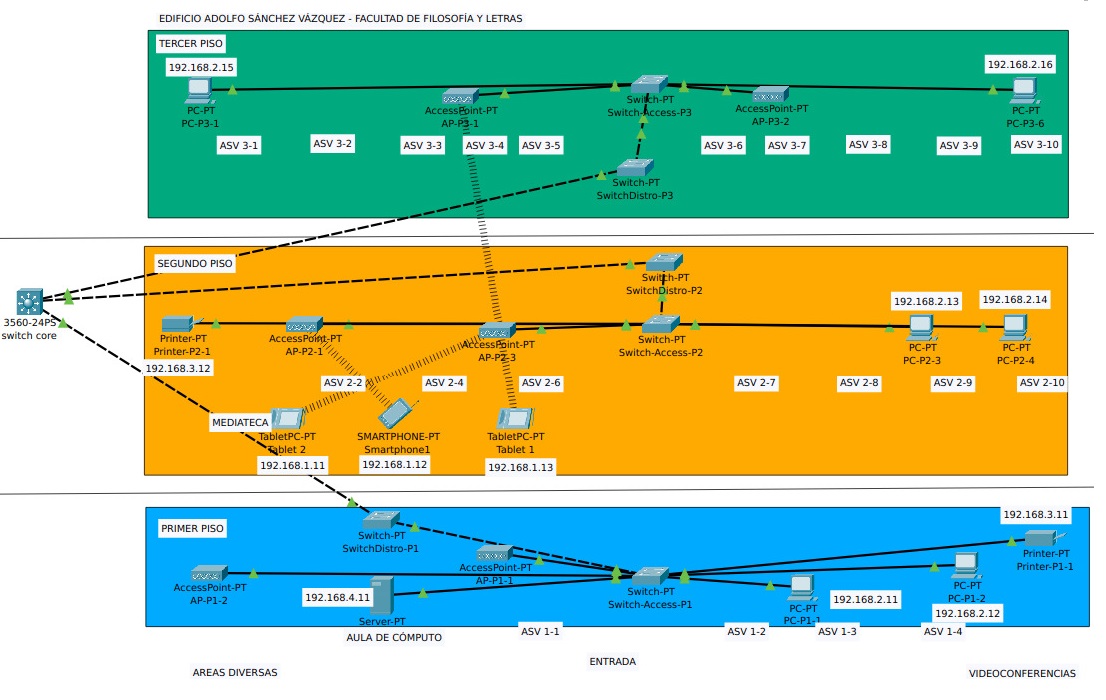 EDIFICIO ADOLFO SÁNCHEZ VÁZQUEZ - FACULTAD DE FILOSOFÍA Y LETRAS
TERCER PISO
192.168.2.15
192.168.2.16
PC-PT
PC-P3-1
AccessPoint-PT
AP-P3-1
Switch-PT
Switch-Access-P3
AccessPoint-PT
AP-P3-2
PC-PT
PC-P3-6
ASV 3-1
ASV 3-2
ASV 3-3
ASV 3-4
ASV 3-5
ASV 3-6
ASV 3-7
ASV 3-8
ASV 3-9
ASV 3-10
Switch-PT
SwitchDistro-P3
SEGUNDO PISO
Switch-PT
SwitchDistro-P2
3560-24PS
switch core
192.168.2.13
192.168.2.14
Printer-PT
Printer-P2-1
192.168.3.12
AccessPoint-PT
AP-P2-1
AccessPoint-PT
AP-P2-3
Switch-PT
Switch-Access-P2
PC-PT
PC-P2-3
PC-PT
PC-P2-4
ASV 2-2
ASV 2-4
ASV 2-6
ASV 2-7
ASV 2-8
ASV 2-9
ASV 2-10
MEDIATECA
TabletPC-PT
Tablet 2
192.168.1.11
SMARTPHONE-PT
Smartphone1
192.168.1.12
TabletPC-PT
Tablet 1
192.168.1.13
PRIMER PISO
Switch-PT
SwitchDistro-P1
192.168.3.11
Printer-PT
Printer-P1-1
AccessPoint-PT
AP-P1-1
AccessPoint-PT
AP-P1-2
192.168.4.11
Server-PT
Switch-PT
Switch-Access-P1
PC-PT
PC-P1-1
192.168.2.11
PC-PT
PC-P1-2
192.168.2.12
AULA DE CÓMPUTO
ASV 1-1
ASV 1-2
ASV 1-3
ASV 1-4
ENTRADA
AREAS DIVERSAS
VIDEOCONFERENCIAS